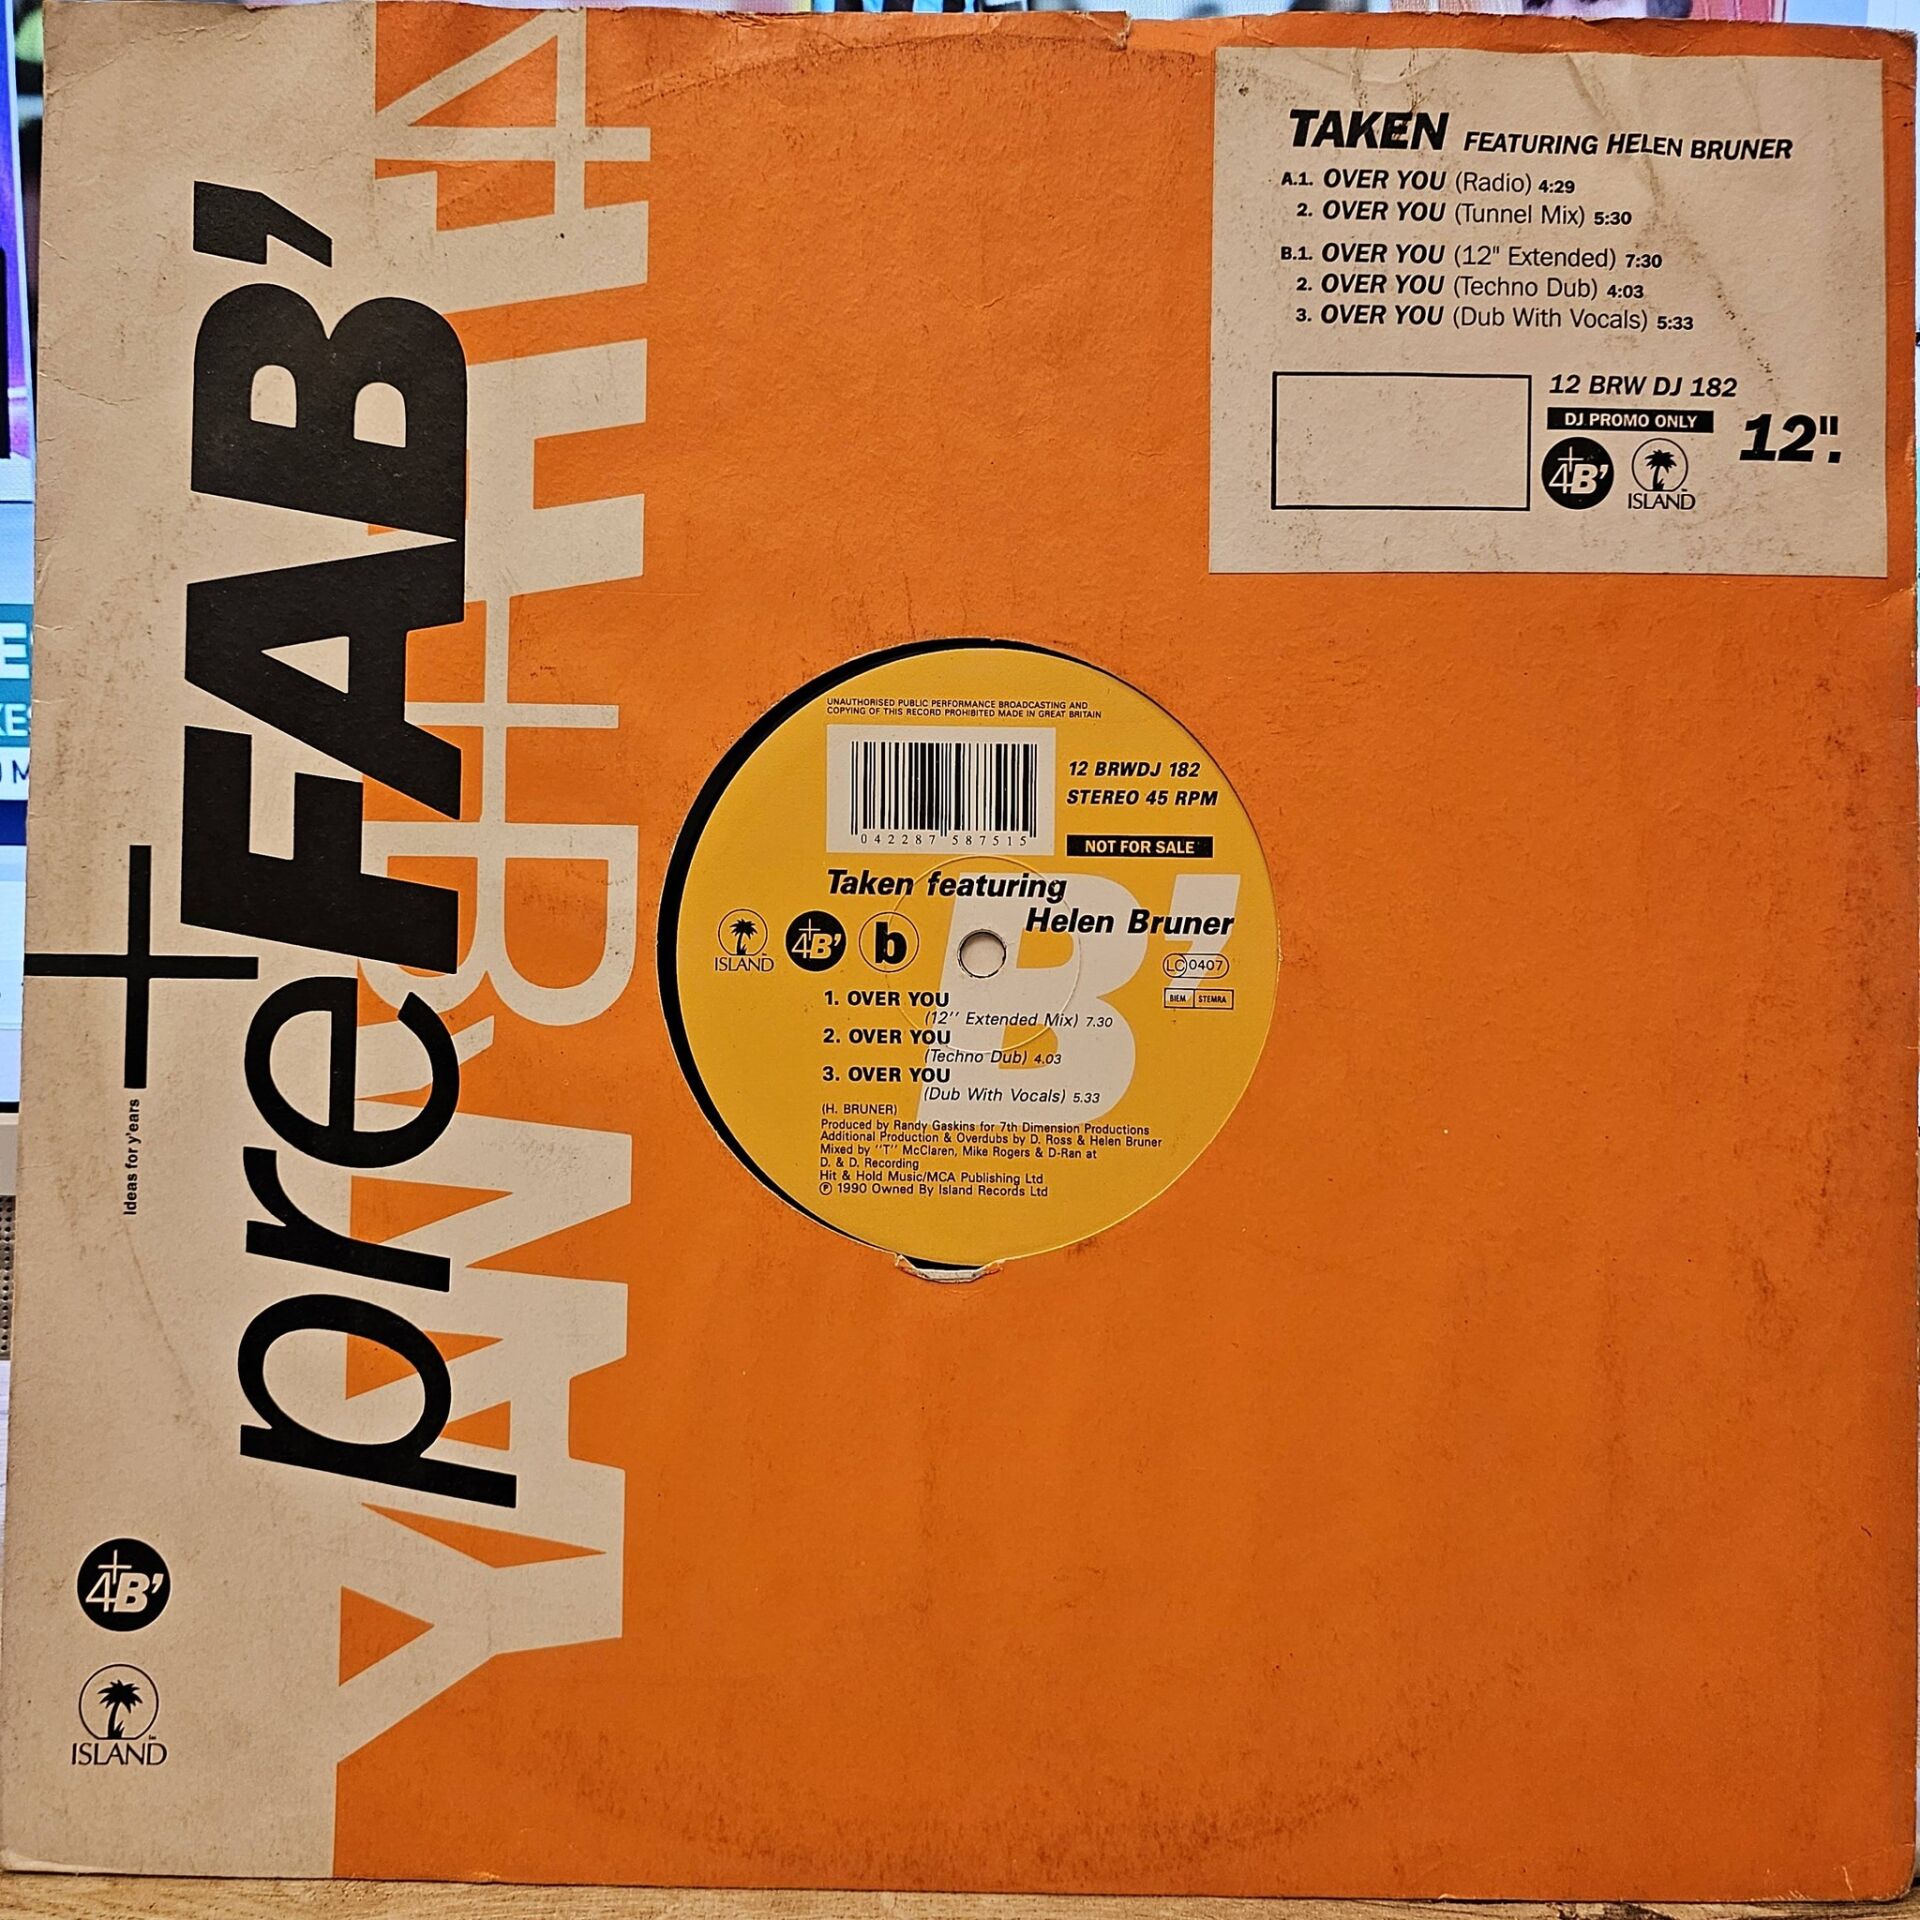 TAKEN FEATURING HELEN BRUNER
A.1. OVER YOU (Radio) 4:29
2. OVER YOU (Tunnel Mix) 5:30
B.1. OVER YOU (12" Extended) 7:30
2. OVER YOU (Techno Dub) 4:03
3. OVER YOU (Dub With Vocals) 5:33
12 BRW DJ 182
DJ PROMO ONLY
12".
4+B'
ISLAND
preFAB'
+
Ideas for y'ears
4+B'
ISLAND
UNAUTHORISED PUBLIC PERFORMANCE BROADCASTING AND
COPYING OF THIS RECORD PROHIBITED MADE IN GREAT BRITAIN
042287 587515
12 BRWDJ 182
STEREO 45 RPM
NOT FOR SALE
Taken featuring
Helen Bruner
B'
ISLAND
4+B'
b
LC 0407
BIEM STEMRA
1. OVER YOU
(12'' Extended Mix) 7.30
2. OVER YOU
(Techno Dub) 4.03
3. OVER YOU
(Dub With Vocals) 5.33
(H. BRUNER)
Produced by Randy Gaskins for 7th Dimension Productions
Additional Production & Overdubs by D. Ross & Helen Bruner
Mixed by ''T'' McClaren, Mike Rogers & D-Ran at
D. & D. Recording
Hit & Hold Music/MCA Publishing Ltd
℗ 1990 Owned By Island Records Ltd